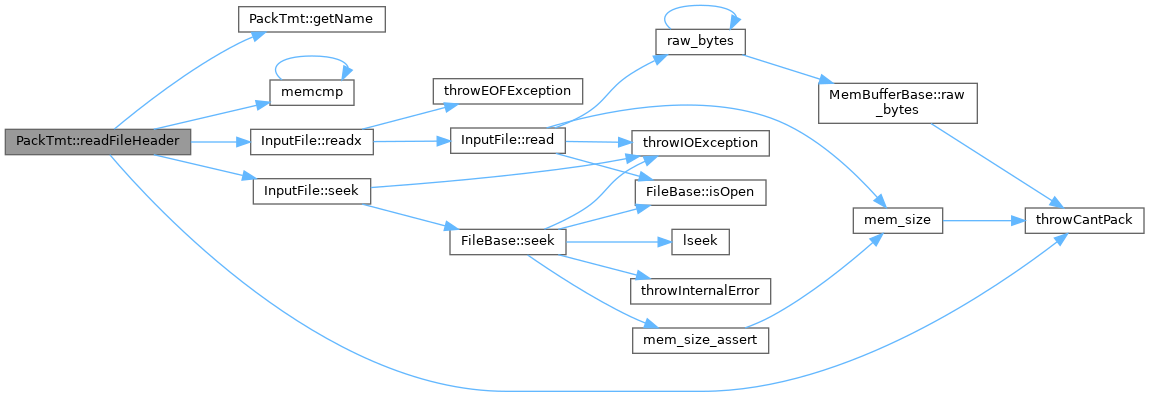 PackTmt::getName
raw_bytes
memcmp
throwEOFException
MemBufferBase::raw
_bytes
PackTmt::readFileHeader
InputFile::readx
InputFile::read
throwIOException
InputFile::seek
FileBase::isOpen
mem_size
throwCantPack
FileBase::seek
lseek
throwInternalError
mem_size_assert